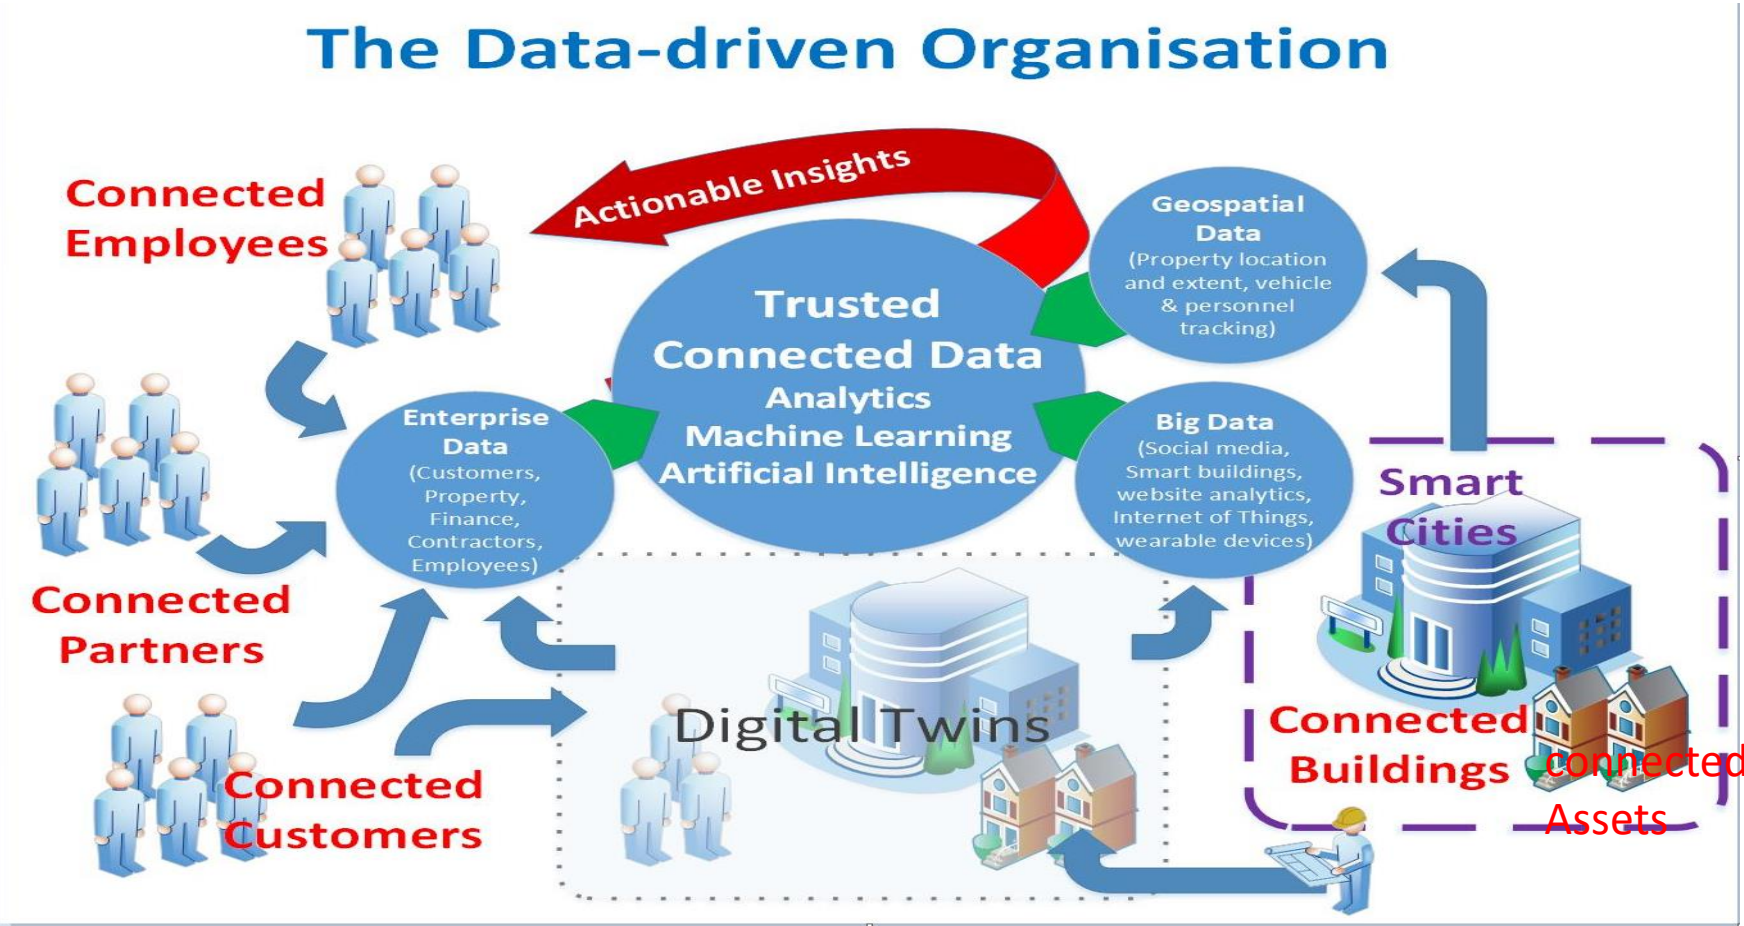 The Data-driven Organisation
Connected
Employees
Actionable Insights
Geospatial
Data
(Property location
and extent, vehicle
& personnel
tracking)
Trusted
Connected Data
Analytics
Machine Learning
Artificial Intelligence
Enterprise
Data
(Customers,
Property,
Finance,
Contractors,
Employees)
Big Data
(Social media,
Smart buildings,
website analytics,
Internet of Things,
wearable devices)
Smart
Cities
Connected
Partners
Digital Twins
Connected
Buildings
connected
Assets
Connected
Customers